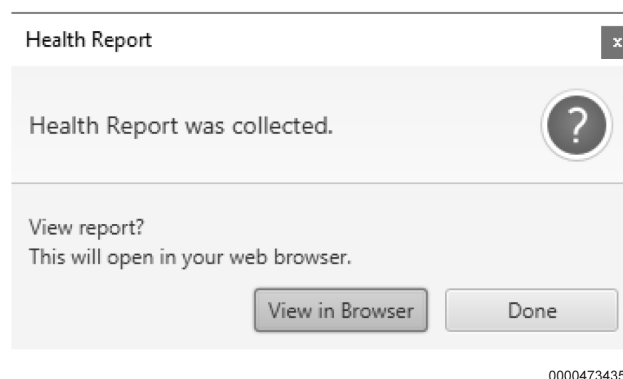 Health Report
x
Health Report was collected.
?
View report?
This will open in your web browser.
View in Browser
Done
0000473435